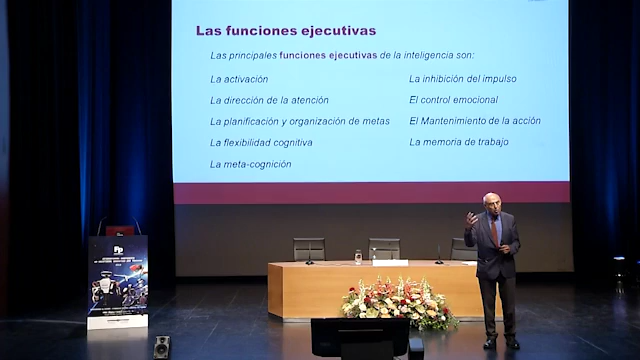 Las funciones ejecutivas
Las principales funciones ejecutivas de la inteligencia son:
La activación
La dirección de la atención
La planificación y organización de metas
La flexibilidad cognitiva
La meta-cognición
La inhibición del impulso
El control emocional
El Mantenimiento de la acción
La memoria de trabajo
Fp